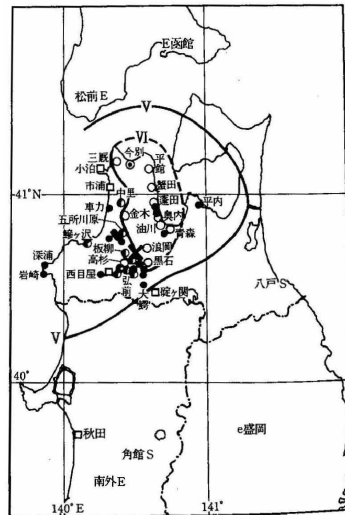 E函館
松前E
V
VI
三厩
今別
平館
小泊
蟹田
市浦
中里
蓬田
41°N
車力
奥内
平内
五所川原
金木
油川
青森
鰺ヶ沢
板柳
浪岡
深浦
高杉
黒石
岩崎
西目屋
弘前
大鰐
碇ヶ関
八戸S
V
40°
秋田
角館S
e盛岡
南外E
140°E
141°